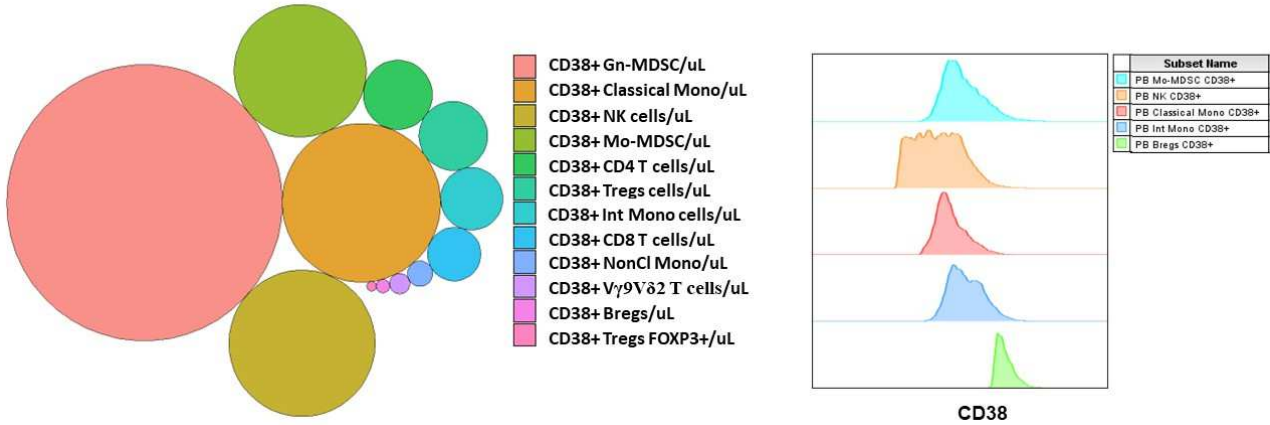 CD38+ Gn-MDSC/uL
CD38+ Classical Mono/uL
CD38+ NK cells/uL
CD38+ Mo-MDSC/uL
CD38+ CD4 T cells/uL
CD38+ Tregs cells/uL
CD38+ Int Mono cells/uL
CD38+ CD8 T cells/uL
CD38+ NonCl Mono/uL
CD38+ Vγ9Vδ2 T cells/uL
CD38+ Bregs/uL
CD38+ Tregs FOXP3+/uL
CD38
Subset Name
PB Mo-MDSC CD38+
PB NK CD38+
PB Classical Mono CD38+
PB Int Mono CD38+
PB Bregs CD38+